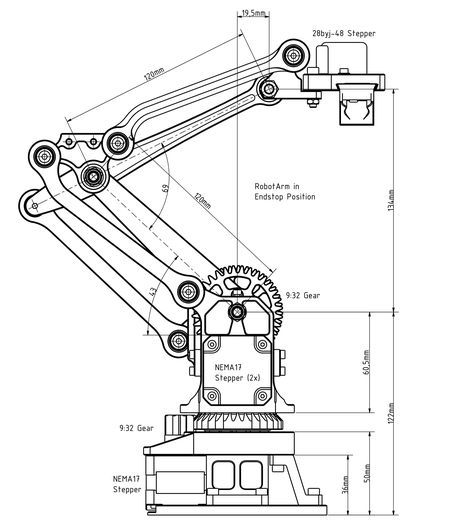 19.5mm
28byj-48 Stepper
120mm
69
120mm
RobotArm in
Endstop Position
134mm
43
9:32 Gear
NEMA17
Stepper (2x)
60.5mm
122mm
9:32 Gear
NEMA17
Stepper
36mm
50mm